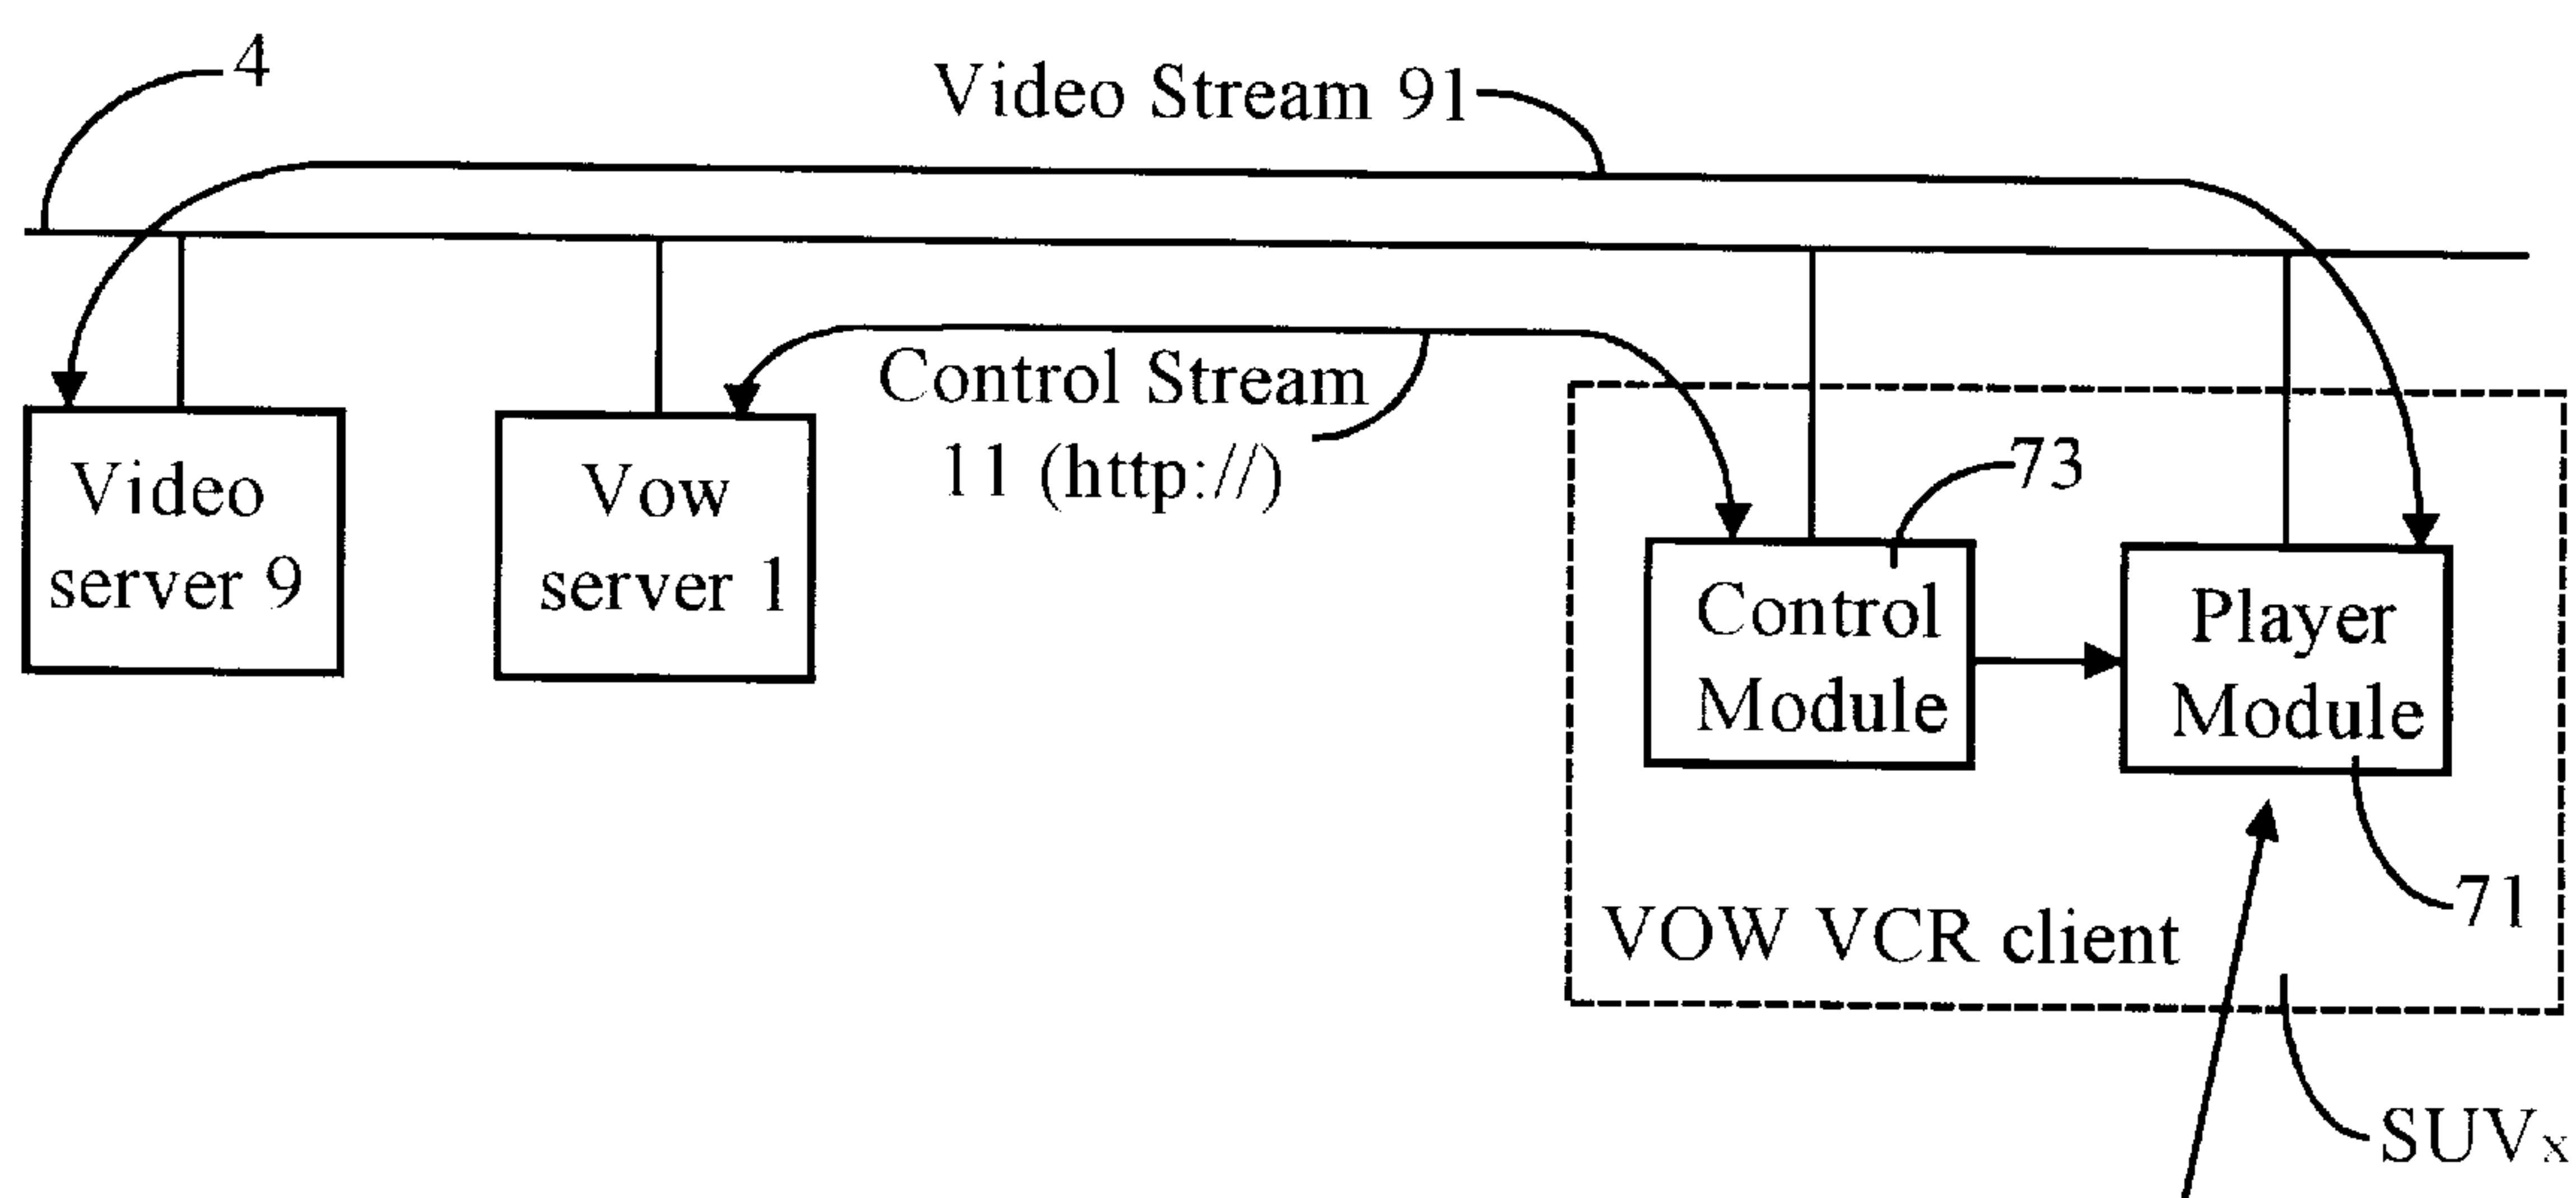 4
Video Stream 91
Control Stream
11 (http://)
Video
server 9
Vow
server 1
73
Control
Module
Player
Module
71
VOW VCR client
SUVx